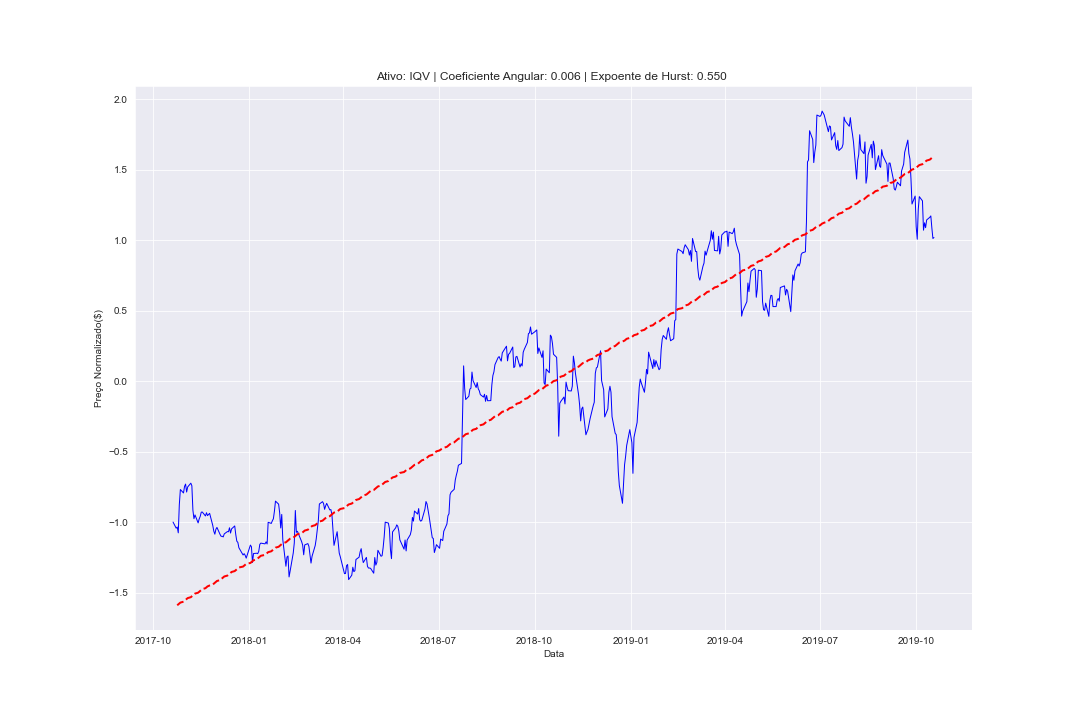 Ativo: IQV | Coeficiente Angular: 0.006 | Expoente de Hurst: 0.550
2.0
1.5
1.0
0.5
0.0
−0.5
−1.0
−1.5
Preço Normalizado($)
2017-10 2018-01 2018-04 2018-07 2018-10 2019-01 2019-04 2019-07 2019-10
Data